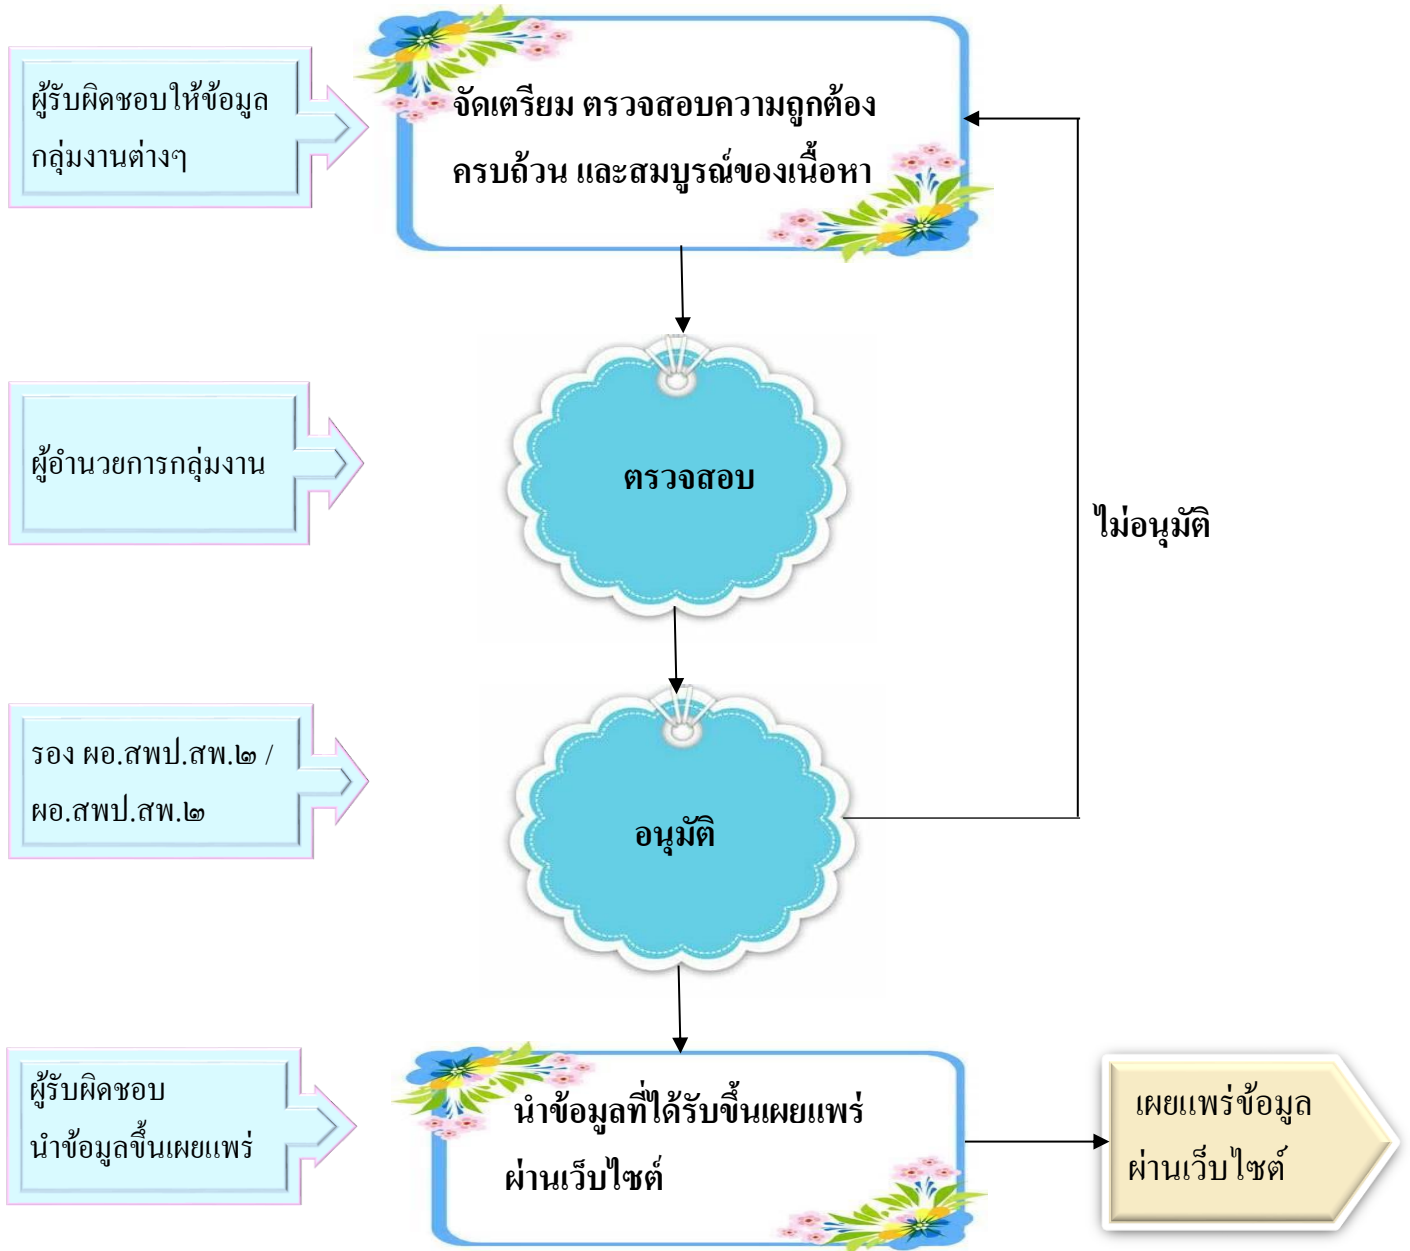 ผู้รับผิดชอบให้ข้อมูล
กลุ่มงานต่างๆ
จัดเตรียม ตรวจสอบความถูกต้อง
ครบถ้วน และสมบูรณ์ของเนื้อหา
ผู้อำนวยการกลุ่มงาน
ตรวจสอบ
ไม่อนุมัติ
รอง ผอ.สพป.สพ.๒ /
ผอ.สพป.สพ.๒
อนุมัติ
ผู้รับผิดชอบ
นำข้อมูลขึ้นเผยแพร่
นำข้อมูลที่ได้รับขึ้นเผยแพร่
ผ่านเว็บไซต์
เผยแพร่ข้อมูล
ผ่านเว็บไซต์